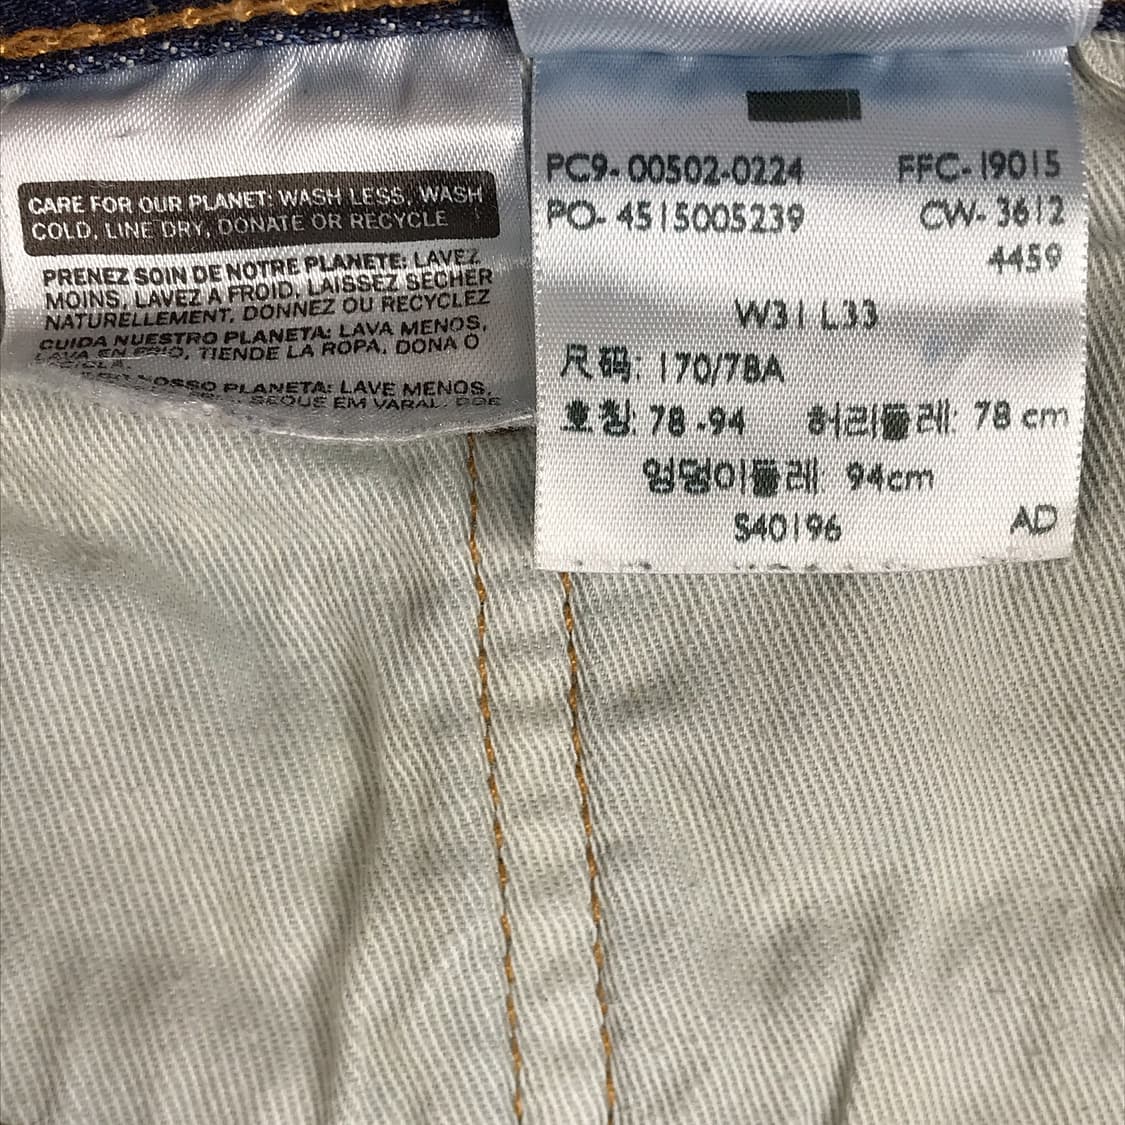 CARE FOR OUR PLANET: WASH LESS, WASH
COLD, LINE DRY, DONATE OR RECYCLE
PRENEZ SOIN DE NOTRE PLANETE: LAVEZ
MOINS, LAVEZ A FROID, LAISSEZ SECHER
NATURELLEMENT, DONNEZ OU RECYCLEZ
CUIDA NUESTRO PLANETA: LAVA MENOS,
LAVA EN FRIO, TIENDE LA ROPA, DONA O
NOSSO PLANETA: LAVE MENOS,
SEQUE EM VARAL
PC9-00502-0224 FFC-19015
PO-4515005239 CW-3612
4459
W31 L33
尺码: 170/78A
호칭: 78-94 허리둘레: 78 cm
엉덩이둘레 94cm
S40196 AD